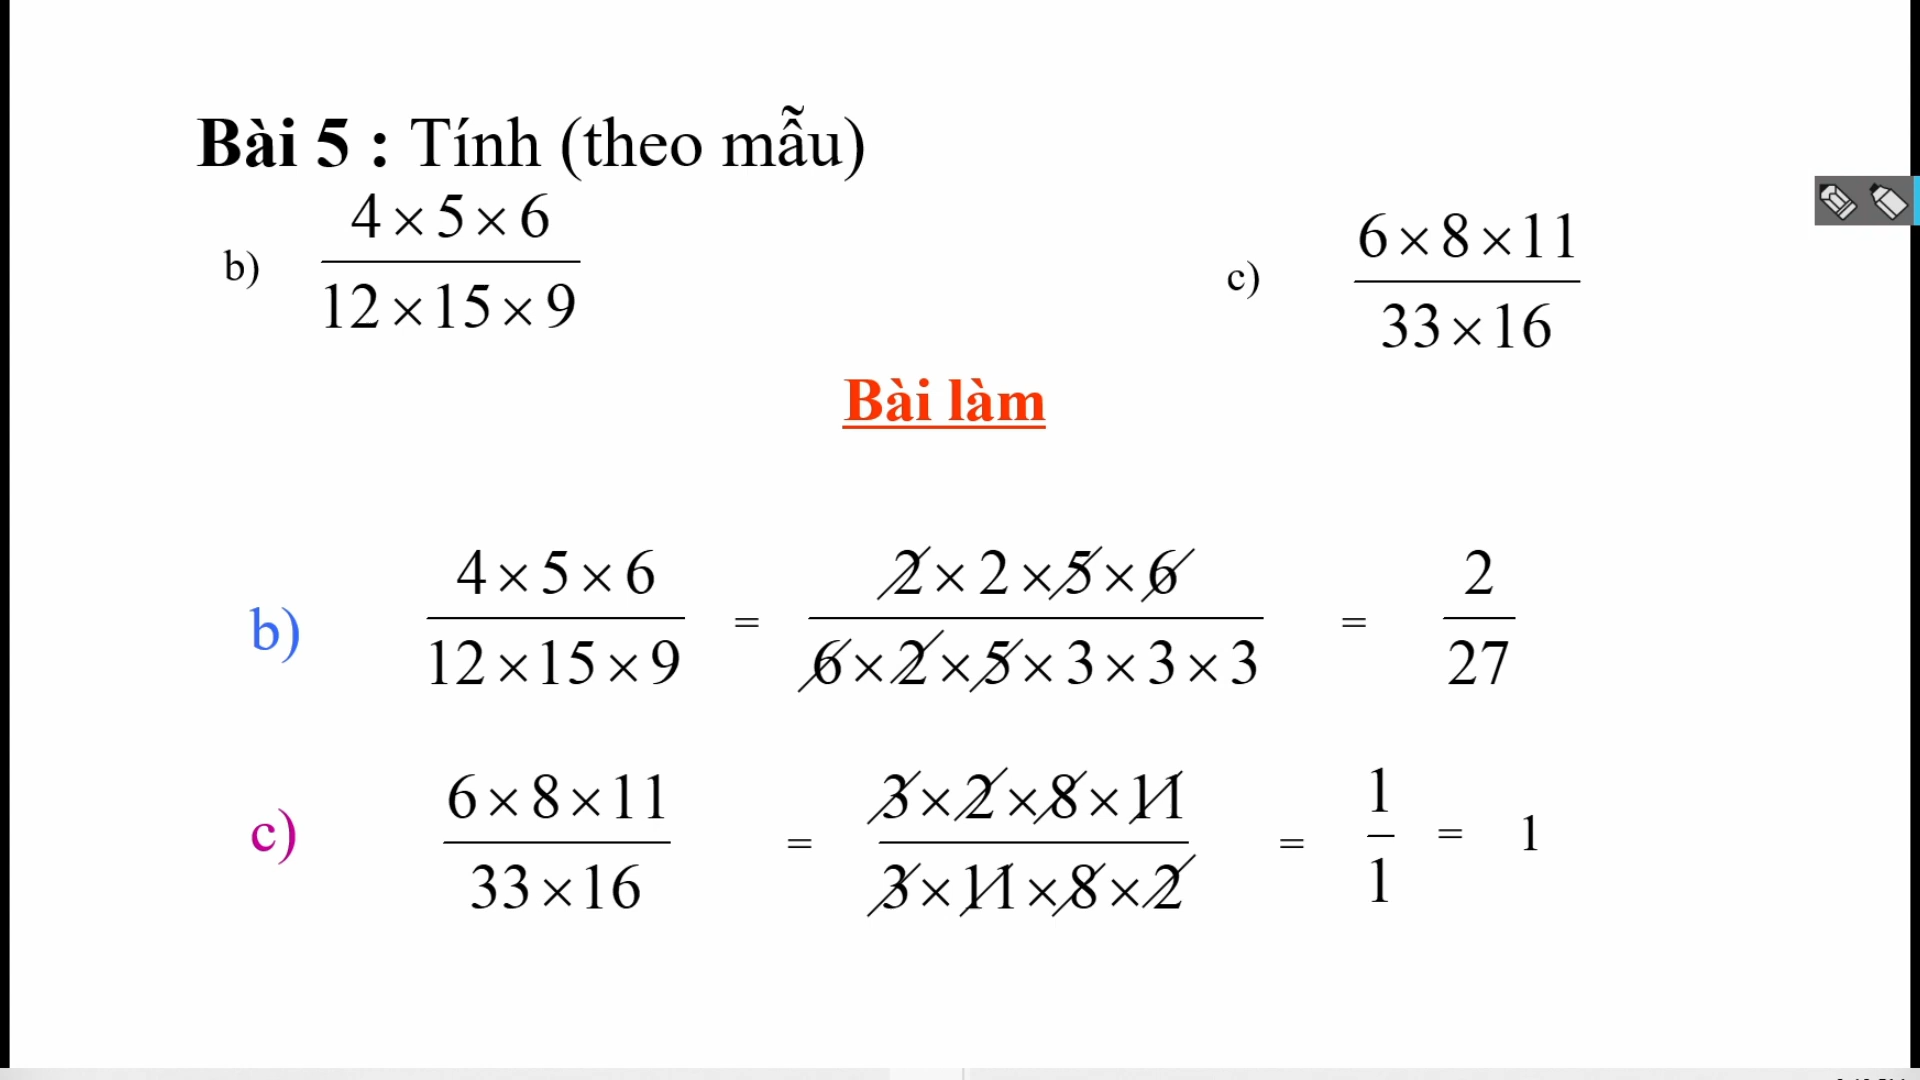 Bài 5 : Tính (theo mẫu)
b) 4 × 5 × 6 / 12 × 15 × 9
c) 6 × 8 × 11 / 33 × 16
Bài làm
b) 4 × 5 × 6 / 12 × 15 × 9 = 2 × 2 × 5 × 6 / 6 × 2 × 5 × 3 × 3 × 3 = 2 / 27
c) 6 × 8 × 11 / 33 × 16 = 3 × 2 × 8 × 11 / 3 × 11 × 8 × 2 = 1 / 1 = 1